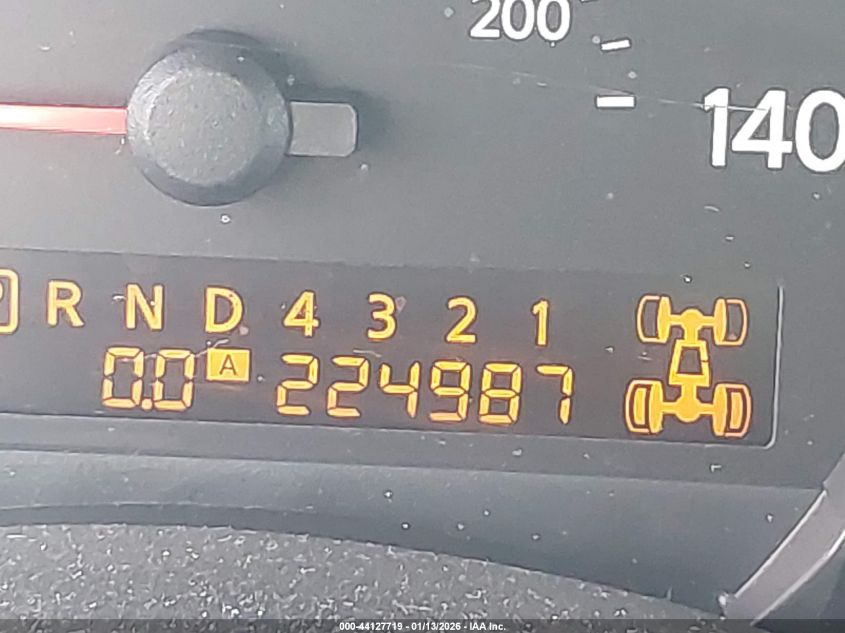 200
140
P R N D 4 3 2 1
0.0 A 224987
000-44127719 - 01/13/2026 - IAA Inc.